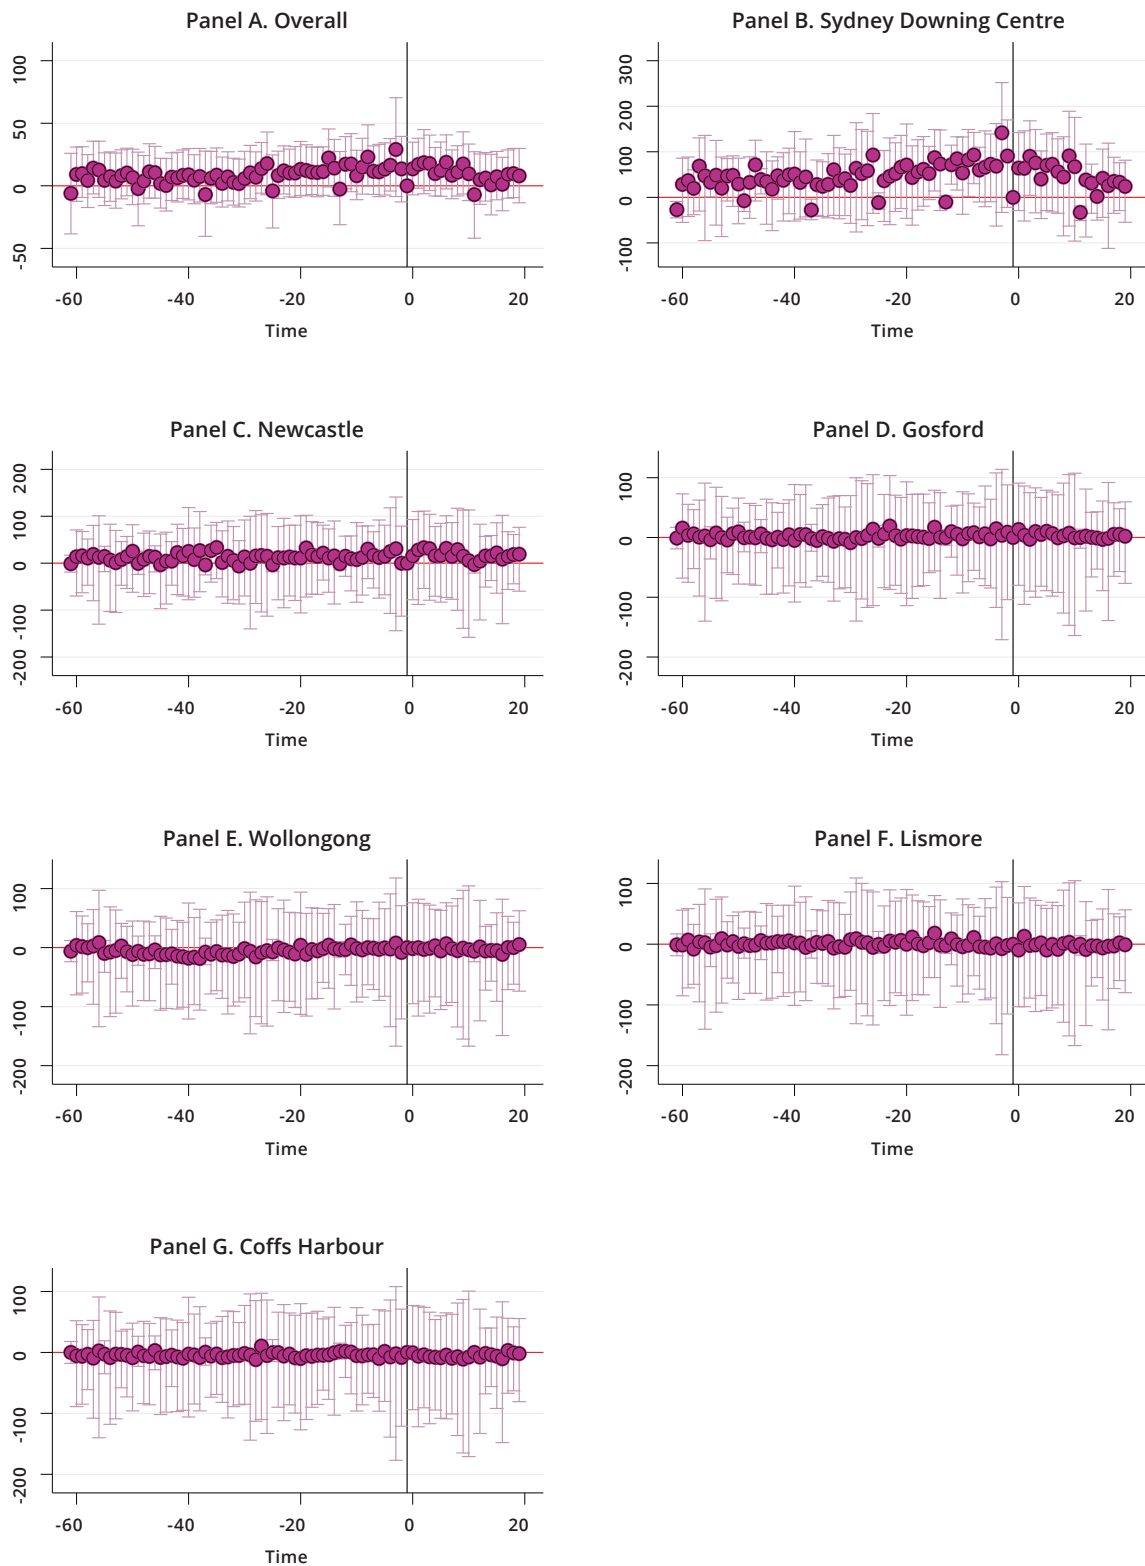 Panel A. Overall
100
50
0
-50
-60 -40 -20 0 20
Time
Panel B. Sydney Downing Centre
300
200
100
0
-100
-60 -40 -20 0 20
Time
Panel C. Newcastle
200
100
0
-100
-200
-60 -40 -20 0 20
Time
Panel D. Gosford
100
0
-100
-200
-60 -40 -20 0 20
Time
Panel E. Wollongong
100
0
-100
-200
-60 -40 -20 0 20
Time
Panel F. Lismore
100
0
-100
-200
-60 -40 -20 0 20
Time
Panel G. Coffs Harbour
100
0
-100
-200
-60 -40 -20 0 20
Time